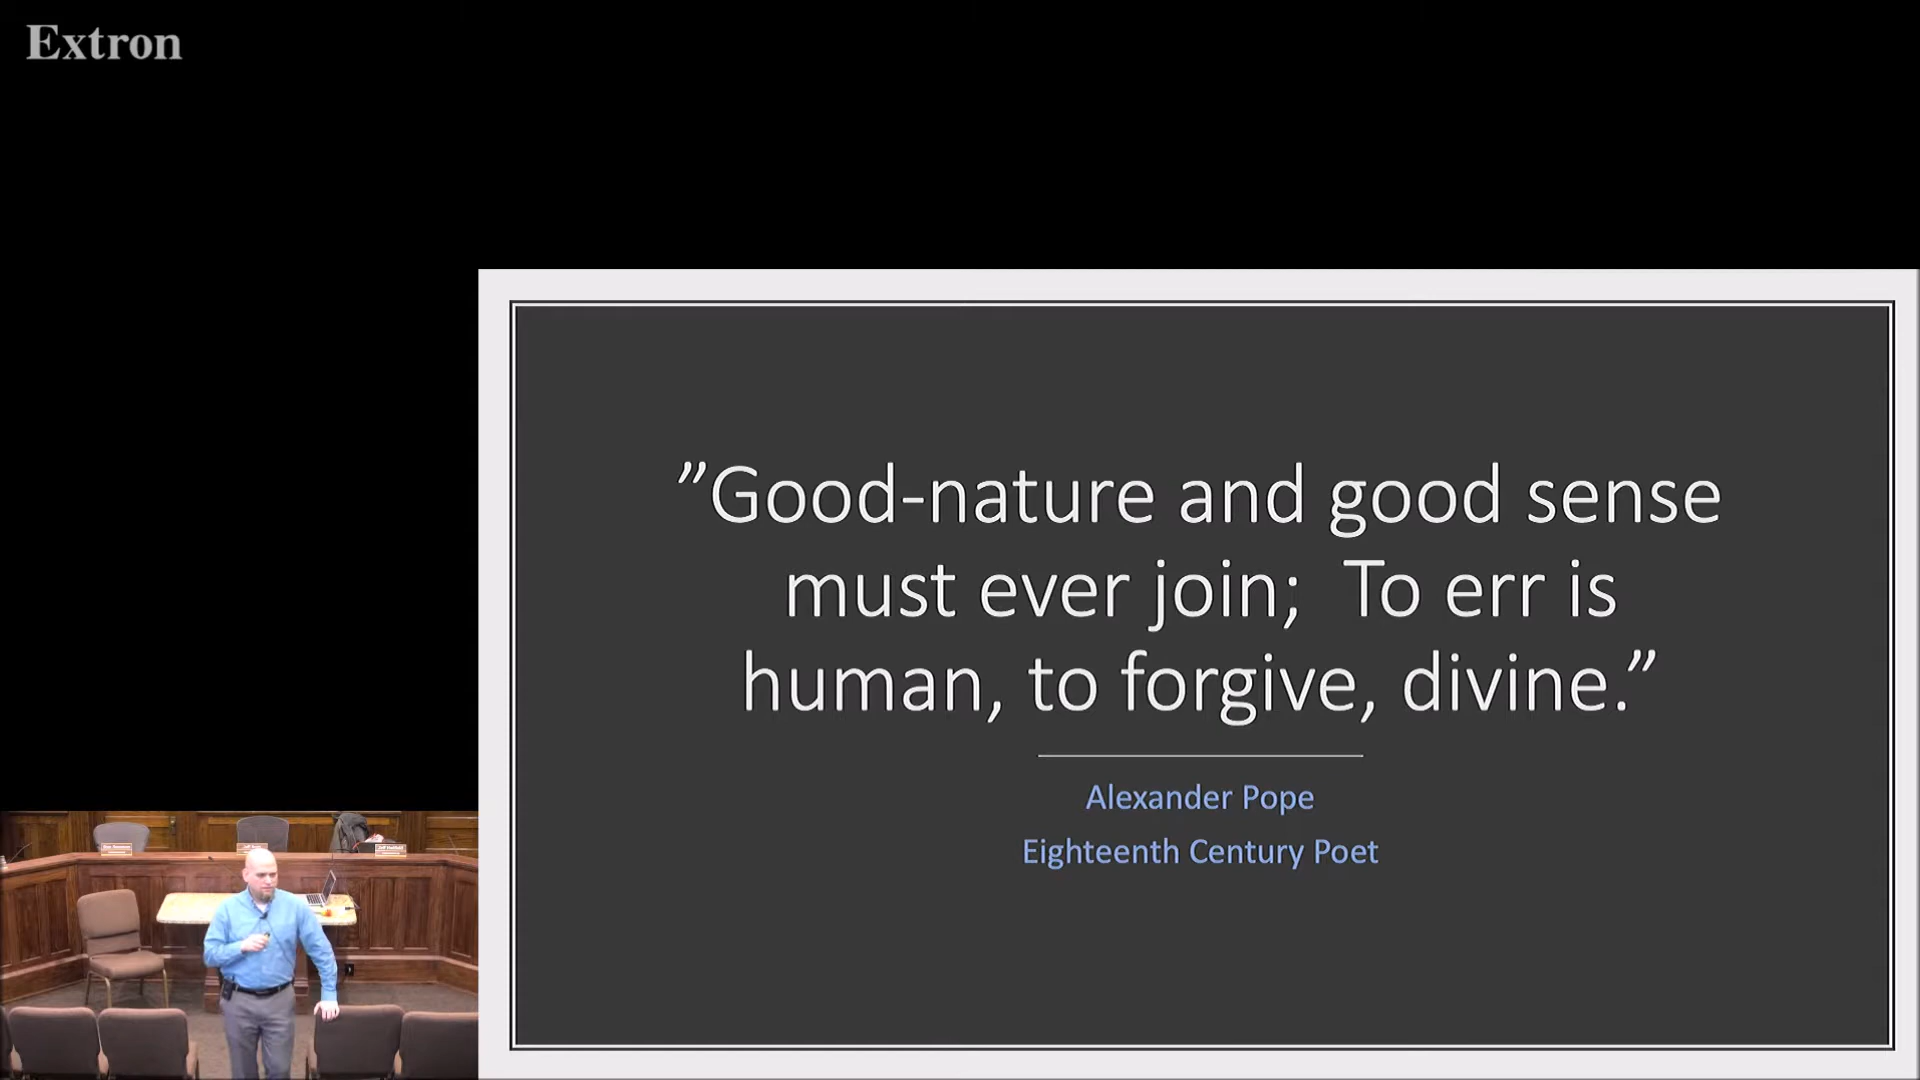 Extron
”Good-nature and good sense
must ever join;  To err is
human, to forgive, divine.”
Alexander Pope
Eighteenth Century Poet